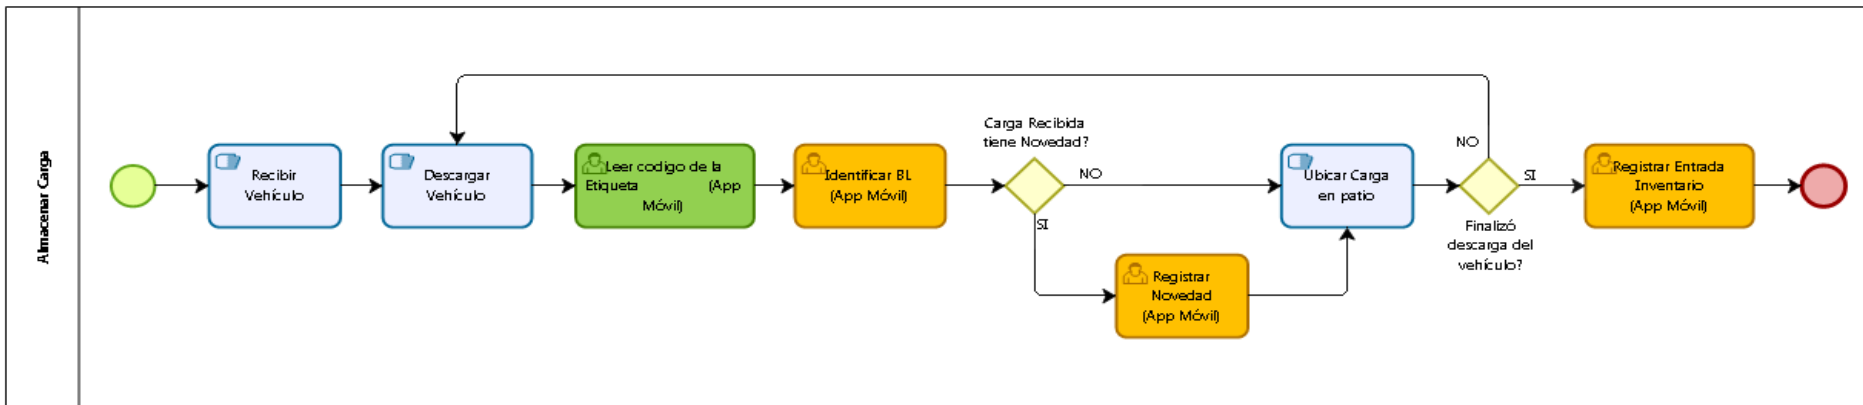 Almacenar Carga
Recibir
Vehículo
Descargar
Vehículo
Leer codigo de la
Etiqueta (App
Móvil)
Identificar BL
(App Móvil)
Carga Recibida
tiene Novedad?
NO
SI
Registrar
Novedad
(App Móvil)
Ubicar Carga
en patio
NO
SI
Finalizó
descarga del
vehículo?
Registrar Entrada
Inventario
(App Móvil)